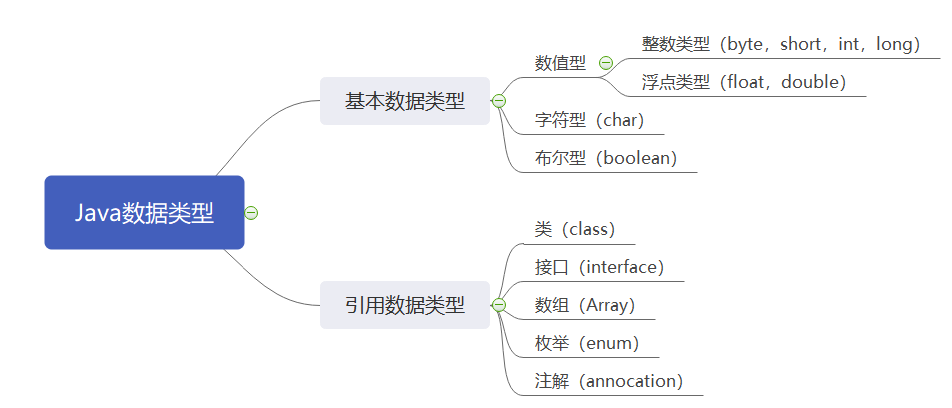 Java数据类型
基本数据类型
数值型
整数类型（byte，short，int，long）
浮点类型（float，double）
字符型（char）
布尔型（boolean）
引用数据类型
类（class）
接口（interface）
数组（Array）
枚举（enum）
注解（annocation）